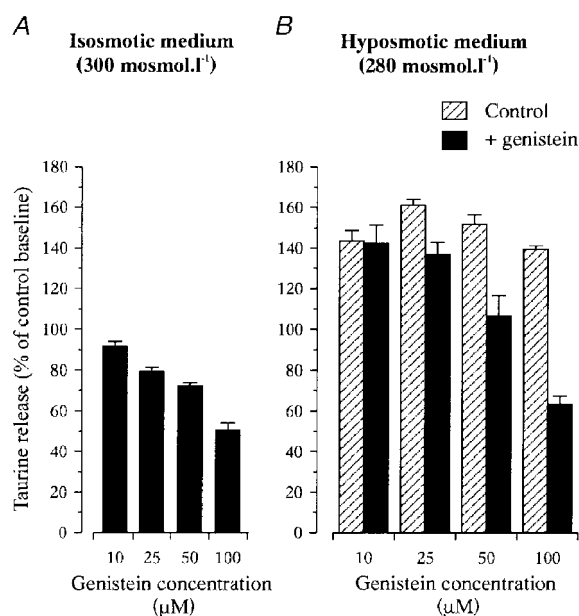 A
Isosmotic medium
(300 mosmol.l⁻¹)
B
Hyposmotic medium
(280 mosmol.l⁻¹)
Control
+ genistein
Taurine release (% of control baseline)
180
160
140
120
100
80
60
40
20
0
10 25 50 100
Genistein concentration
(µM)
180
160
140
120
100
80
60
40
20
0
10 25 50 100
Genistein concentration
(µM)